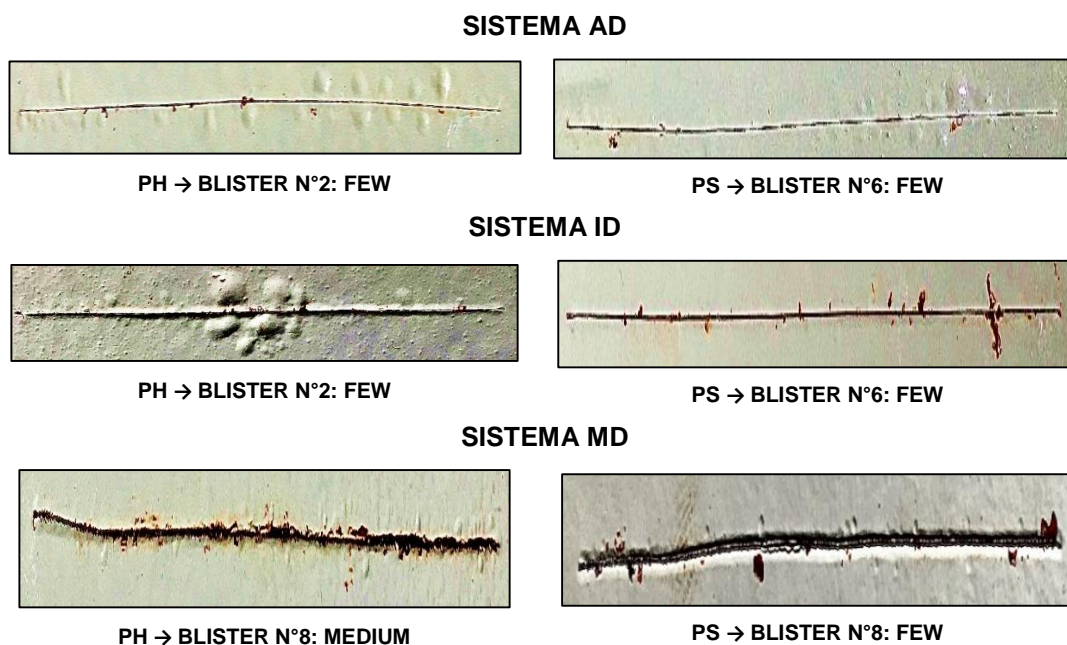 SISTEMA AD
PH → BLISTER N°2: FEW
PS → BLISTER N°6: FEW
SISTEMA ID
PH → BLISTER N°2: FEW
PS → BLISTER N°6: FEW
SISTEMA MD
PH → BLISTER N°8: MEDIUM
PS → BLISTER N°8: FEW